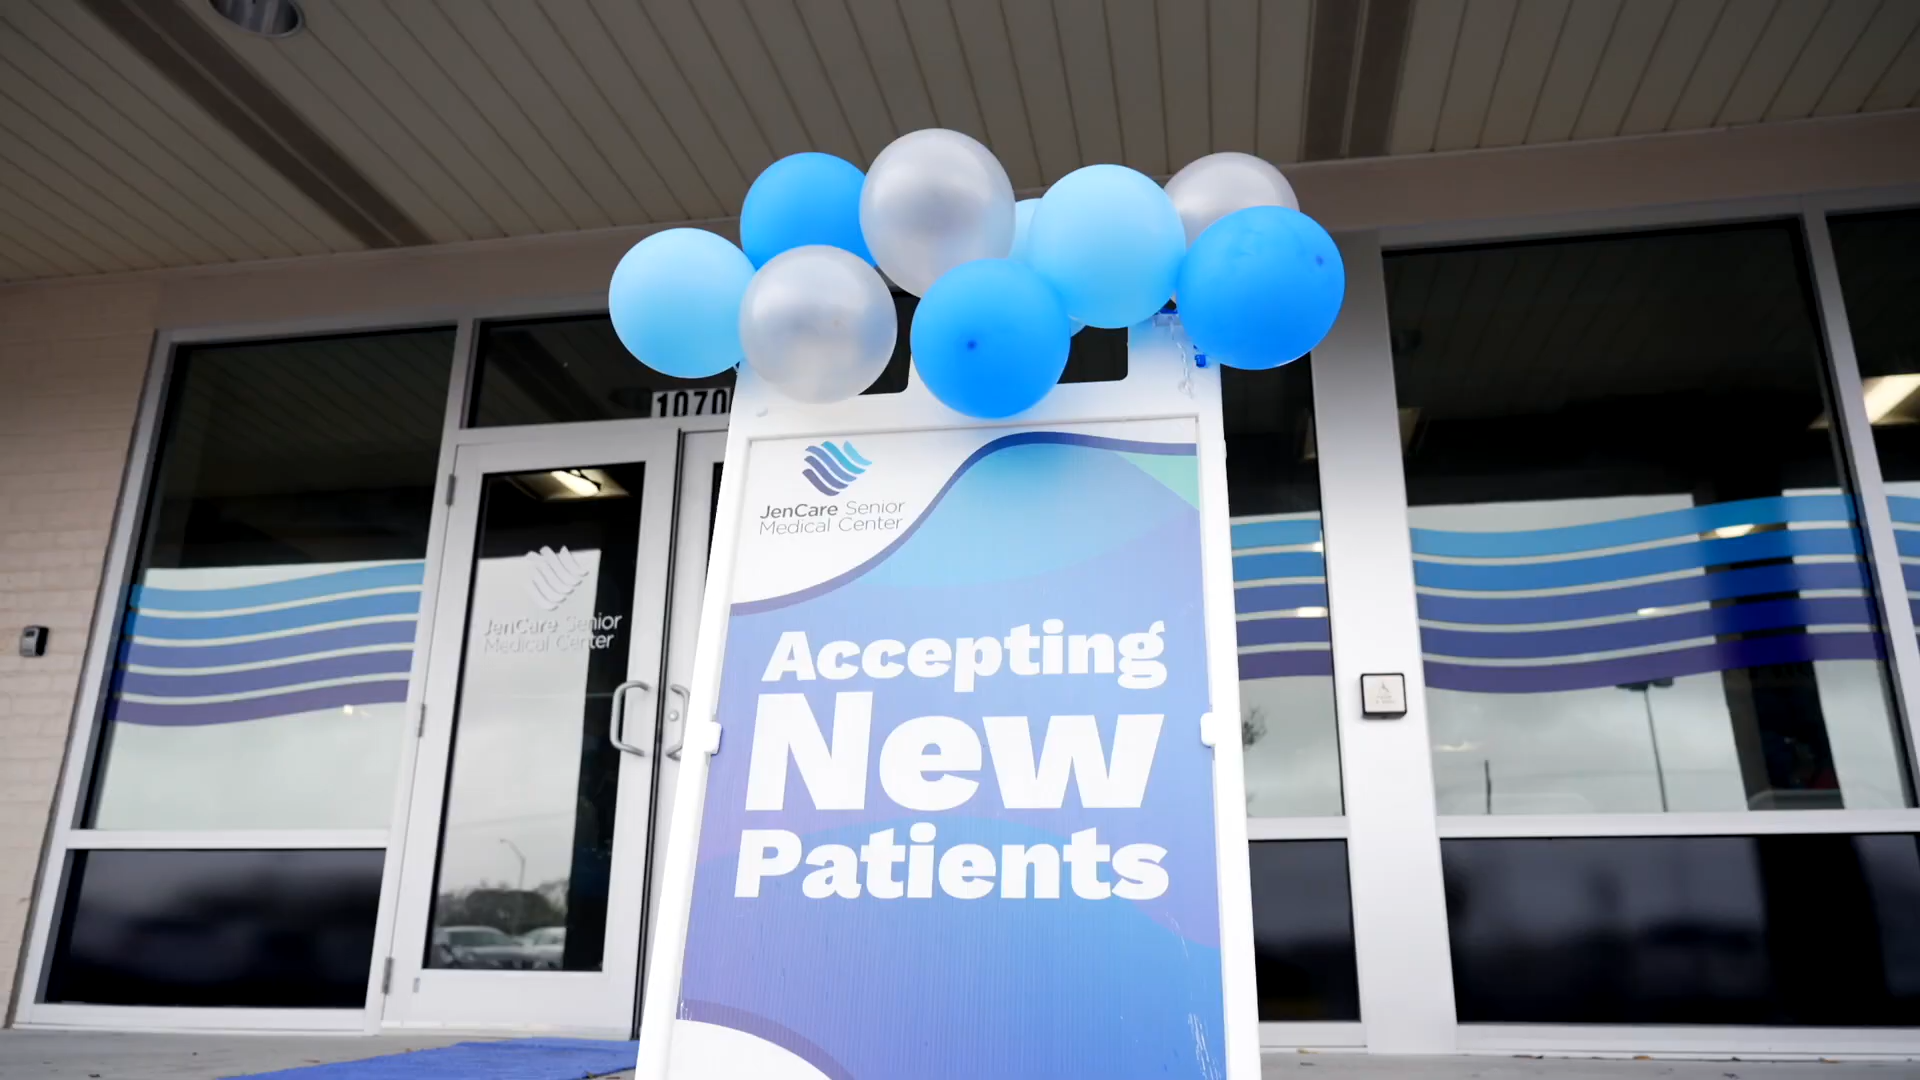 1070
JenCare Senior
Medical Center
JenCare Senior
Medical Center
Accepting
New
Patients